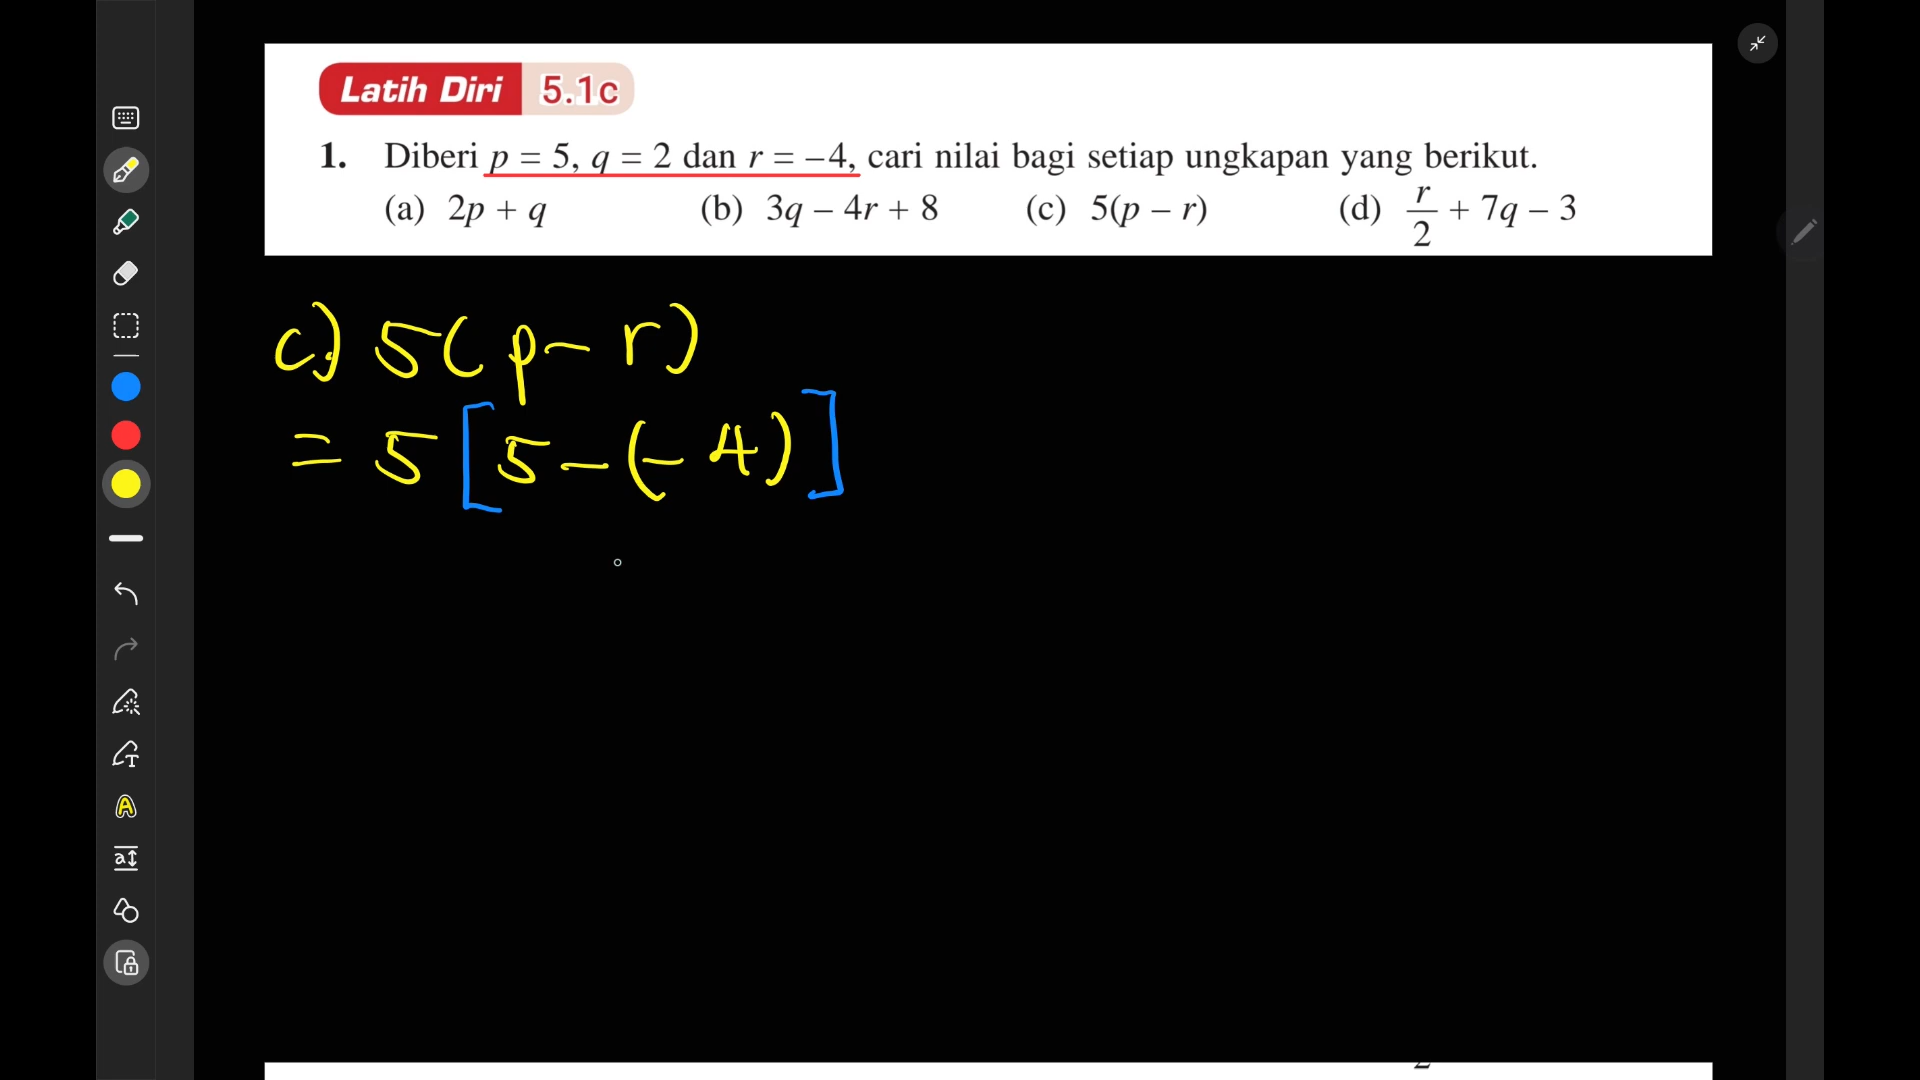 Latih Diri 5.1c
1. Diberi p = 5, q = 2 dan r = –4, cari nilai bagi setiap ungkapan yang berikut.
(a) 2p + q (b) 3q – 4r + 8 (c) 5(p – r) (d) r/2 + 7q – 3
c) 5(p – r)
= 5[5 – (– 4)]